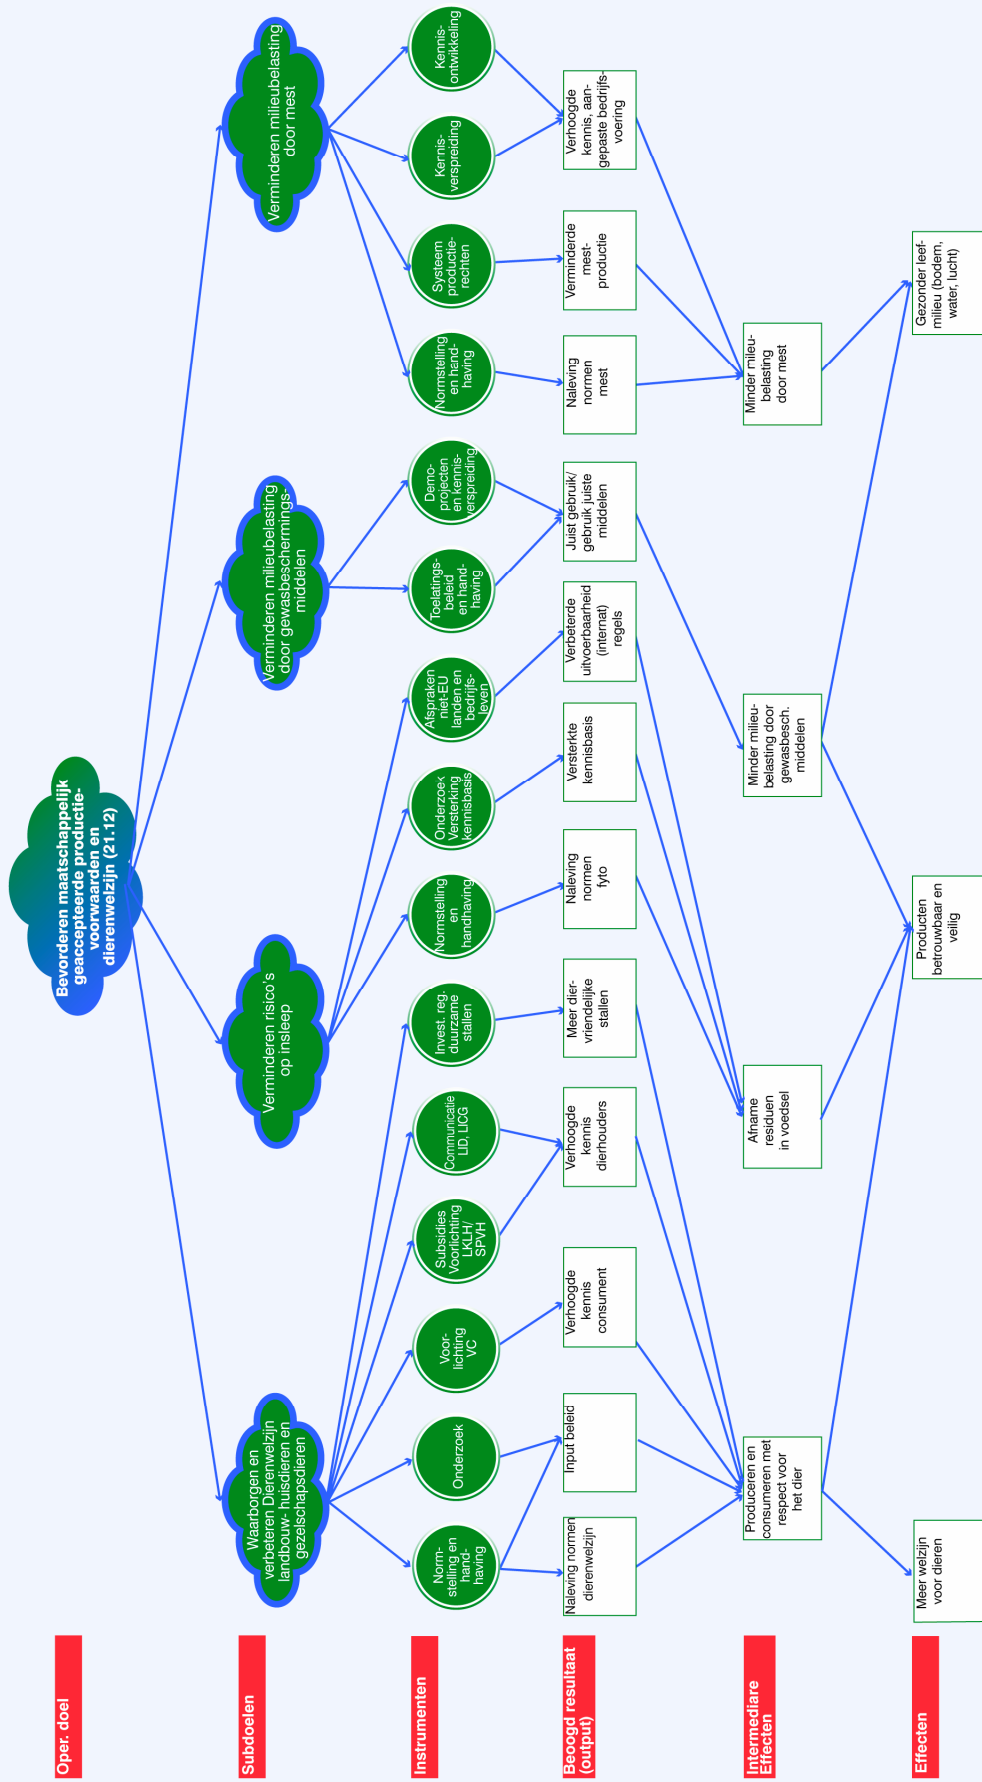 Oper. doel
Bevorderen maatschappelijk
geaccepteerde productie-
voorwaarden en
dierenwelzijn (21.12)
Subdoelen
Waarborgen en
verbeteren Dierenwelzijn
landbouw- huisdieren en
gezelschapsdieren
Verminderen risico's
op insleep
Verminderen milieubelasting
door gewasbeschermings-
middelen
Verminderen milieubelasting
door mest
Instrumenten
Norm-
stelling en
hand-
having
Onderzoek
Voor-
lichting
VC
Subsidies
Voorlichting
LKLH/
SPVH
Communicatie
LID, LICG
Invest. reg.
duurzame
stallen
Normstelling
en
handhaving
Onderzoek
Versterking
kennisbasis
Afspraken
niet-EU
landen en
bedrijfs-
leven
Toelatings-
beleid
en hand-
having
Demo-
projecten
en kennis-
verspreiding
Normstelling
en hand-
having
Systeem
productie-
rechten
Kennis-
verspreiding
Kennis-
ontwikkeling
Beoogd resultaat
(output)
Naleving normen
dierenwelzijn
Input beleid
Verhoogde
kennis
consument
Verhoogde
kennis
dierhouders
Meer dier-
vriendelijke
stallen
Naleving
normen
fyto
Versterkte
kennisbasis
Verbeterde
uitvoerbaarheid
(internat)
regels
Juist gebruik/
gebruik juiste
middelen
Naleving
normen
mest
Verminderde
mest-
productie
Verhoogde
kennis, aan-
gepaste bedrijfs-
voering
Intermediare
Effecten
Produceren en
consumeren met
respect voor
het dier
Afname
residuen
in voedsel
Minder milieu-
belasting door
gewasbesch.
middelen
Minder mileu-
belasting
door mest
Effecten
Meer welzijn
voor dieren
Producten
betrouwbaar en
veilig
Gezonder leef-
milieu (bodem,
water, lucht)